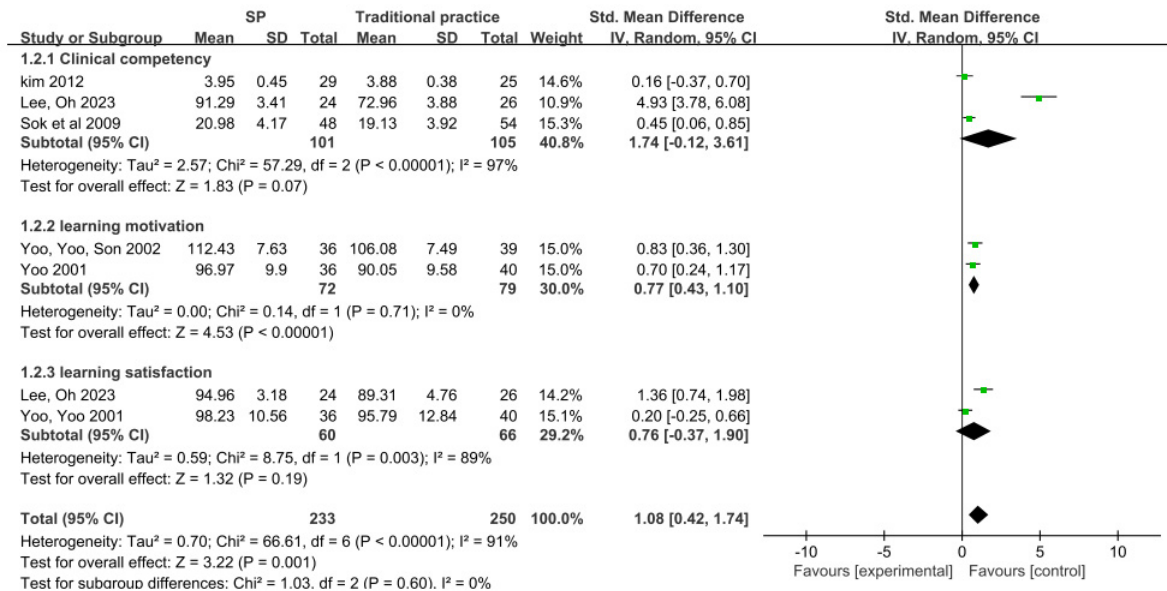 SP Traditional practice Std. Mean Difference Std. Mean Difference
Study or Subgroup Mean SD Total Mean SD Total Weight IV, Random, 95% CI IV, Random, 95% CI
1.2.1 Clinical competency
kim 2012 3.95 0.45 29 3.88 0.38 25 14.6% 0.16 [-0.37, 0.70]
Lee, Oh 2023 91.29 3.41 24 72.96 3.88 26 10.9% 4.93 [3.78, 6.08]
Sok et al 2009 20.98 4.17 48 19.13 3.92 54 15.3% 0.45 [0.06, 0.85]
Subtotal (95% CI) 101 105 40.8% 1.74 [-0.12, 3.61]
Heterogeneity: Tau² = 2.57; Chi² = 57.29, df = 2 (P < 0.00001); I² = 97%
Test for overall effect: Z = 1.83 (P = 0.07)
1.2.2 learning motivation
Yoo, Yoo, Son 2002 112.43 7.63 36 106.08 7.49 39 15.0% 0.83 [0.36, 1.30]
Yoo 2001 96.97 9.9 36 90.05 9.58 40 15.0% 0.70 [0.24, 1.17]
Subtotal (95% CI) 72 79 30.0% 0.77 [0.43, 1.10]
Heterogeneity: Tau² = 0.00; Chi² = 0.14, df = 1 (P = 0.71); I² = 0%
Test for overall effect: Z = 4.53 (P < 0.00001)
1.2.3 learning satisfaction
Lee, Oh 2023 94.96 3.18 24 89.31 4.76 26 14.2% 1.36 [0.74, 1.98]
Yoo, Yoo 2001 98.23 10.56 36 95.79 12.84 40 15.1% 0.20 [-0.25, 0.66]
Subtotal (95% CI) 60 66 29.2% 0.76 [-0.37, 1.90]
Heterogeneity: Tau² = 0.59; Chi² = 8.75, df = 1 (P = 0.003); I² = 89%
Test for overall effect: Z = 1.32 (P = 0.19)
Total (95% CI) 233 250 100.0% 1.08 [0.42, 1.74]
Heterogeneity: Tau² = 0.70; Chi² = 66.61, df = 6 (P < 0.00001); I² = 91%
Test for overall effect: Z = 3.22 (P = 0.001)
Test for subgroup differences: Chi² = 1.03, df = 2 (P = 0.60), I² = 0%
-10 -5 0 5 10
Favours [experimental] Favours [control]